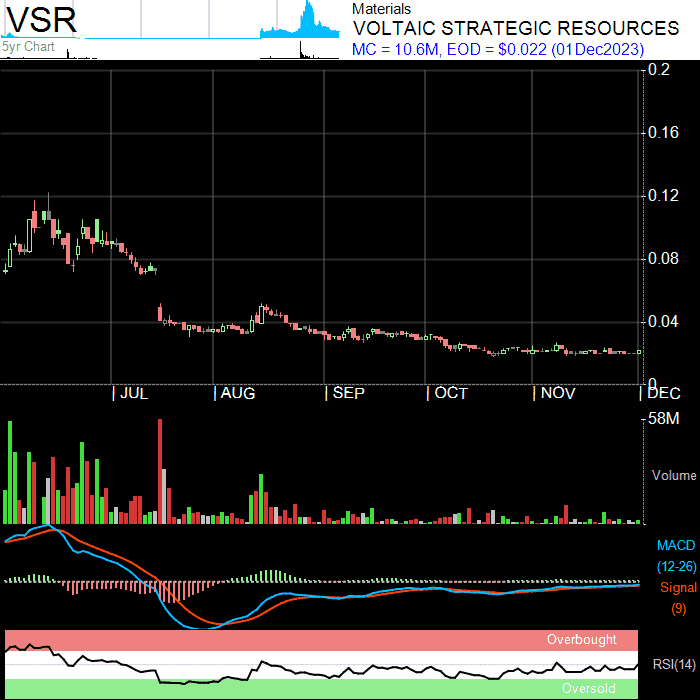 VSR
5yr Chart
Materials
VOLTAIC STRATEGIC RESOURCES
MC = 10.6M, EOD = $0.022 (01Dec2023)
0.2
0.16
0.12
0.08
0.04
0
JUL AUG SEP OCT NOV DEC
58M
Volume
MACD
(12-26)
Signal
(9)
Overbought
RSI(14)
Oversold